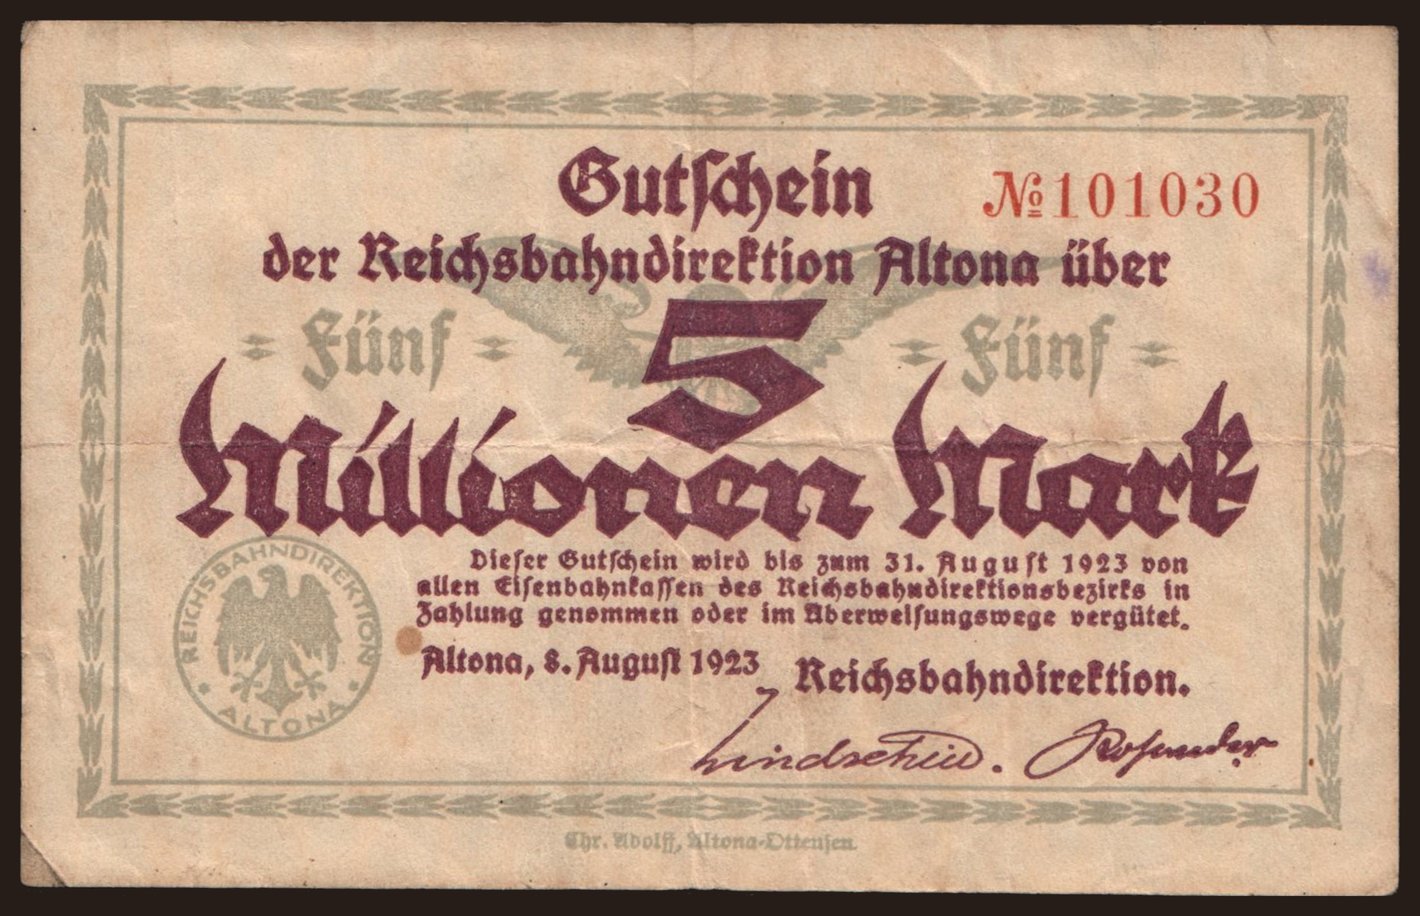 Gutschein
№101030
der Reichsbahndirektion Altona über
= Fünf = 5 = Fünf =
Millionen Mark
Dieser Gutschein wird bis zum 31. August 1923 von
allen Eisenbahnkassen des Reichsbahndirektionsbezirks in
Zahlung genommen oder im Überweisungswege vergütet.
Altona, 8. August 1923 Reichsbahndirektion.
REICHSBAHNDIREKTION
* ALTONA *
Chr. Adolff, Altona-Ottensen